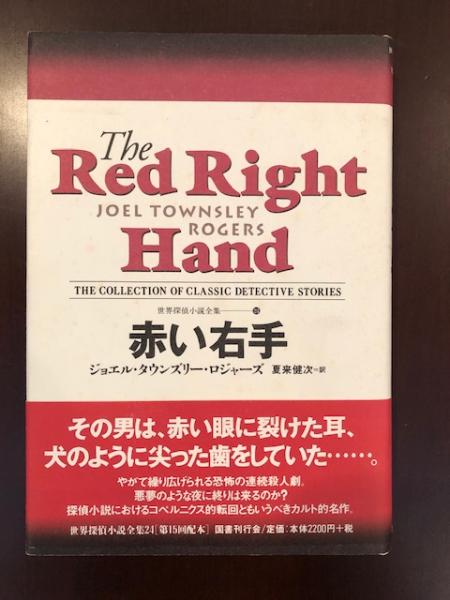 The
Red Right
JOEL TOWNSLEY
ROGERS
Hand
THE COLLECTION OF CLASSIC DETECTIVE STORIES
世界探偵小説全集 24
赤い右手
ジョエル・タウンズリー・ロジャーズ 夏来健次=訳
その男は、赤い眼に裂けた耳、
犬のように尖った歯をしていた……。
やがて繰り広げられる恐怖の連続殺人劇。
悪夢のような夜に終りは来るのか?
探偵小説におけるコペルニクス的転回ともいうべきカルト的名作。
世界探偵小説全集24[第15回配本] 国書刊行会/定価:本体2200円+税